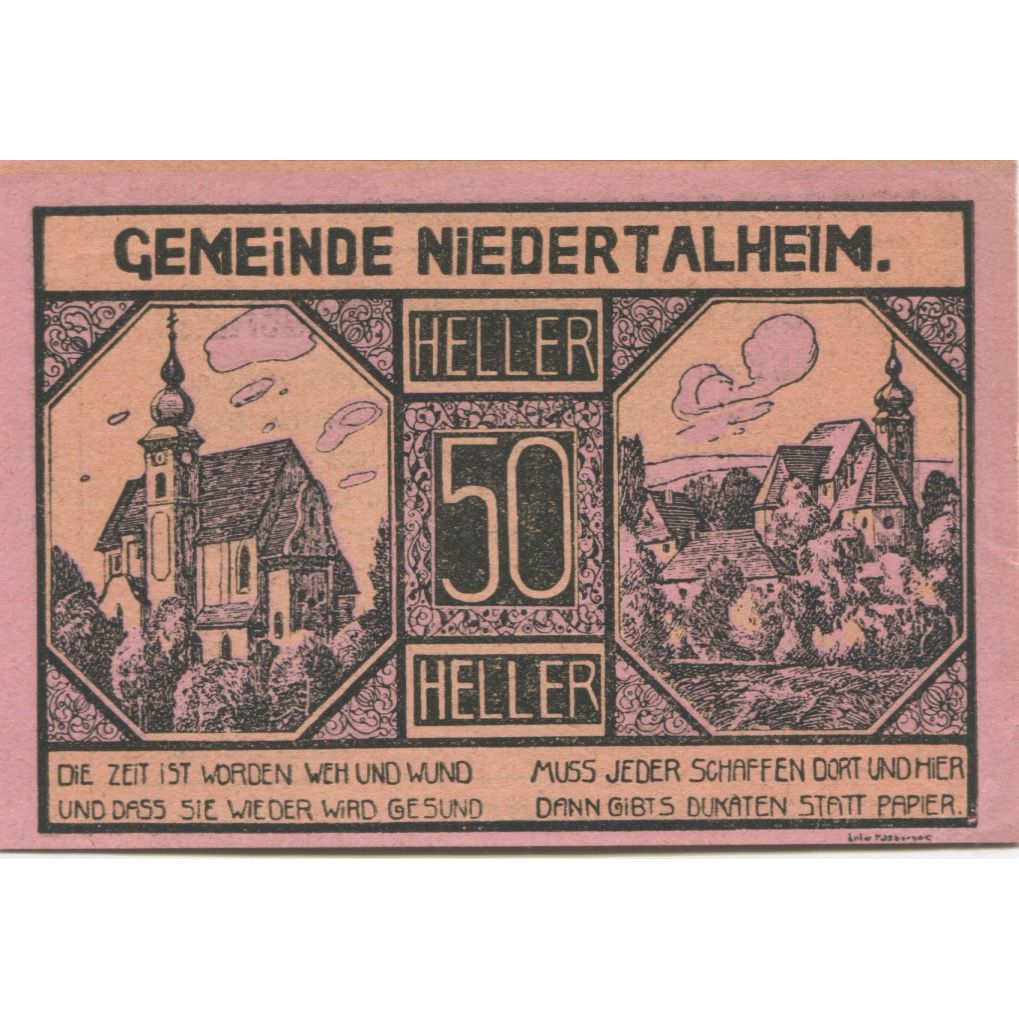 GEMEiNDE NiEDERTALHEIM.
HELLER
50
HELLER
DiE ZEiT iST WORDEN WEH UND WUND
UND DASS SiE WiEDER WiRD GESUND
MUSS JEDER SCHAFFEN DORT UND HiER
DANN GiBTS DUKATEN STATT PAPiER.